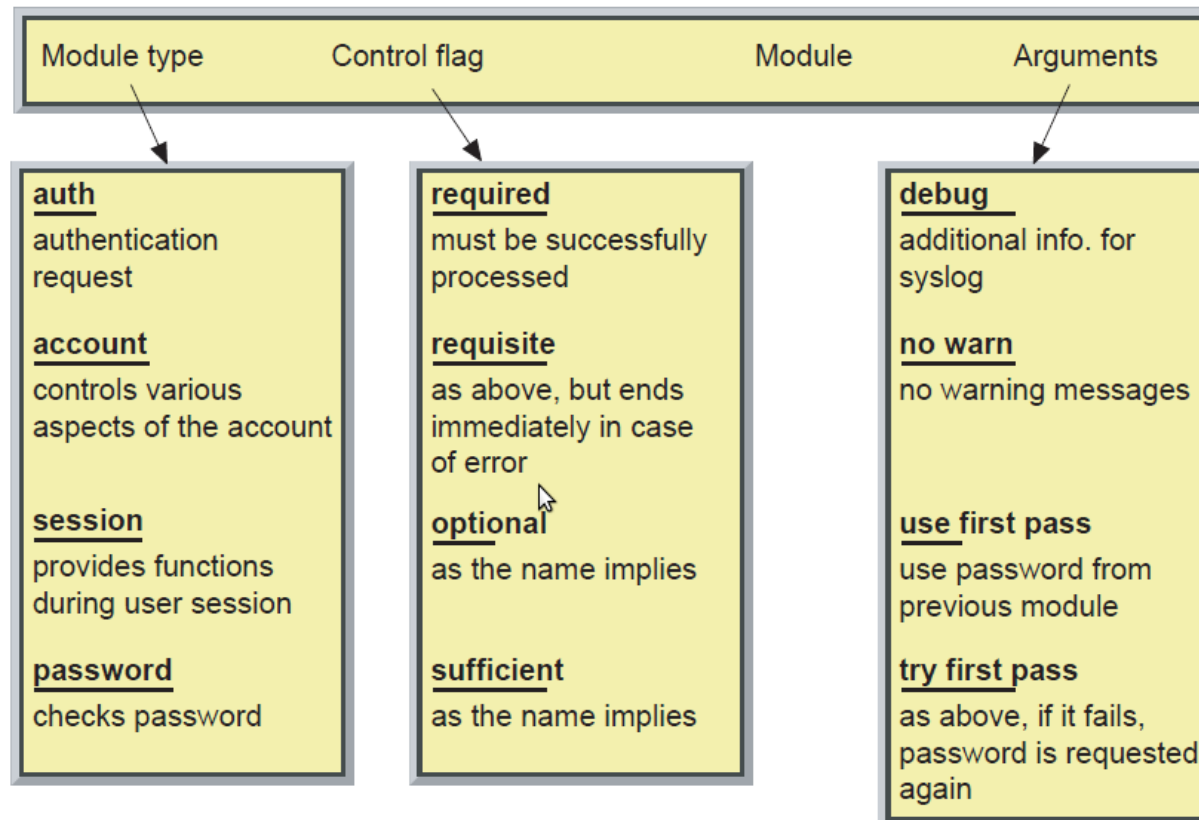 Module type Control flag Module Arguments
auth
authentication
request
account
controls various
aspects of the account
session
provides functions
during user session
password
checks password
required
must be successfully
processed
requisite
as above, but ends
immediately in case
of error
optional
as the name implies
sufficient
as the name implies
debug
additional info. for
syslog
no warn
no warning messages
use first pass
use password from
previous module
try first pass
as above, if it fails,
password is requested
again